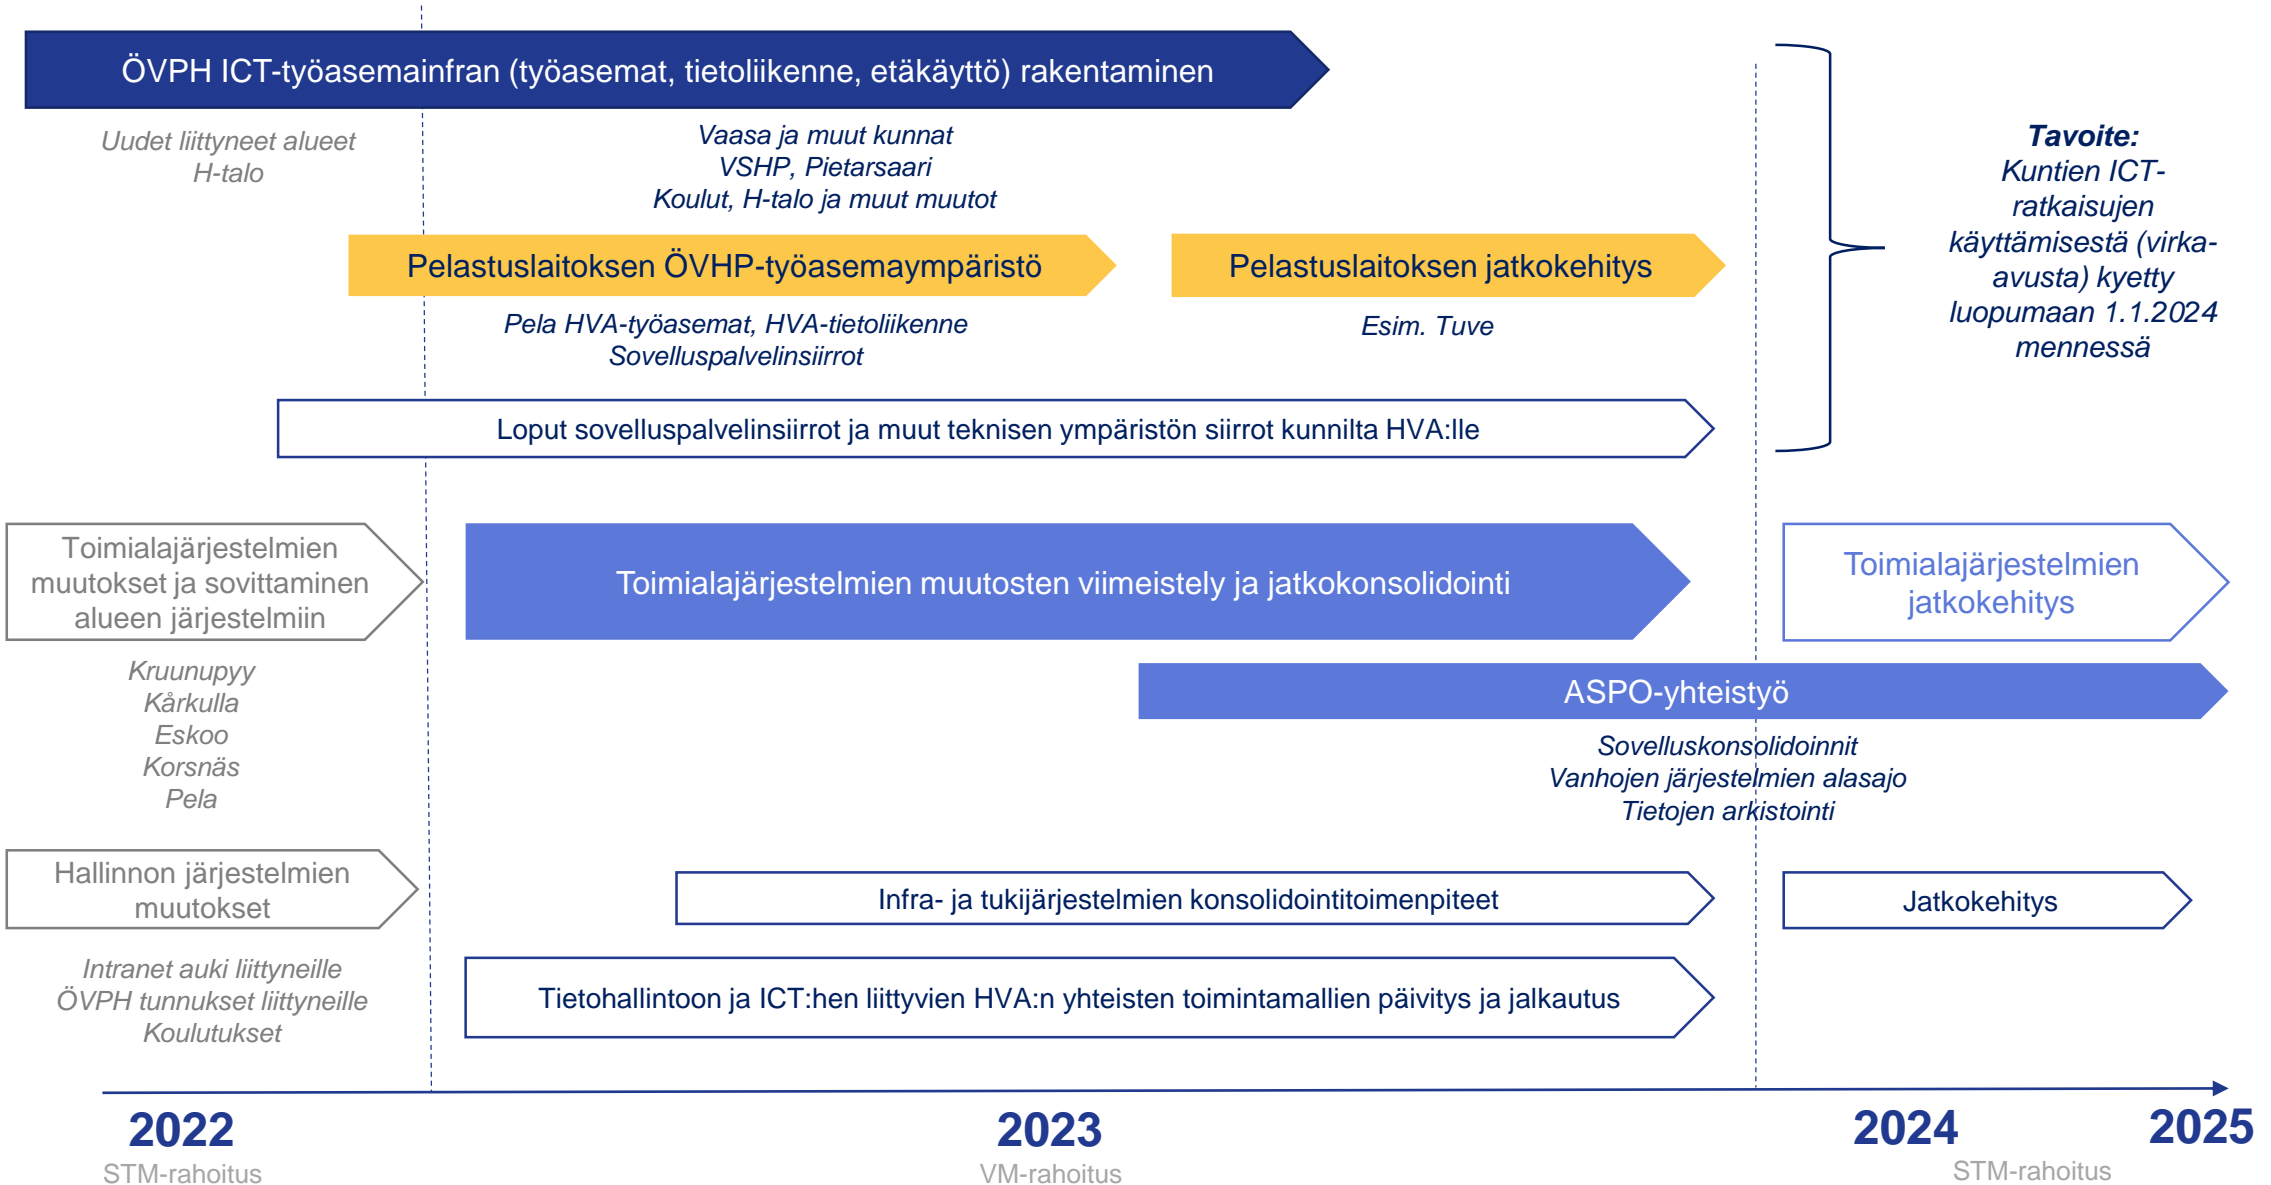 ÖVPH ICT-työasemainfran (työasemat, tietoliikenne, etäkäyttö) rakentaminen
Uudet liittyneet alueet
H-talo
Vaasa ja muut kunnat
VSHP, Pietarsaari
Koulut, H-talo ja muut muutot
Tavoite:
Kuntien ICT-
ratkaisujen
käyttämisestä (virka-
avusta) kyetty
luopumaan 1.1.2024
mennessä
Pelastuslaitoksen ÖVHP-työasemaympäristö
Pelastuslaitoksen jatkokehitys
Pela HVA-työasemat, HVA-tietoliikenne
Sovelluspalvelinsiirrot
Esim. Tuve
Loput sovelluspalvelinsiirrot ja muut teknisen ympäristön siirrot kunnilta HVA:lle
Toimialajärjestelmien
muutokset ja sovittaminen
alueen järjestelmiin
Toimialajärjestelmien muutosten viimeistely ja jatkokonsolidointi
Toimialajärjestelmien
jatkokehitys
Kruunupyy
Kårkulla
Eskoo
Korsnäs
Pela
ASPO-yhteistyö
Sovelluskonsolidoinnit
Vanhojen järjestelmien alasajo
Tietojen arkistointi
Hallinnon järjestelmien
muutokset
Infra- ja tukijärjestelmien konsolidointitoimenpiteet
Jatkokehitys
Intranet auki liittyneille
ÖVPH tunnukset liittyneille
Koulutukset
Tietohallintoon ja ICT:hen liittyvien HVA:n yhteisten toimintamallien päivitys ja jalkautus
2022
STM-rahoitus
2023
VM-rahoitus
2024
2025
STM-rahoitus